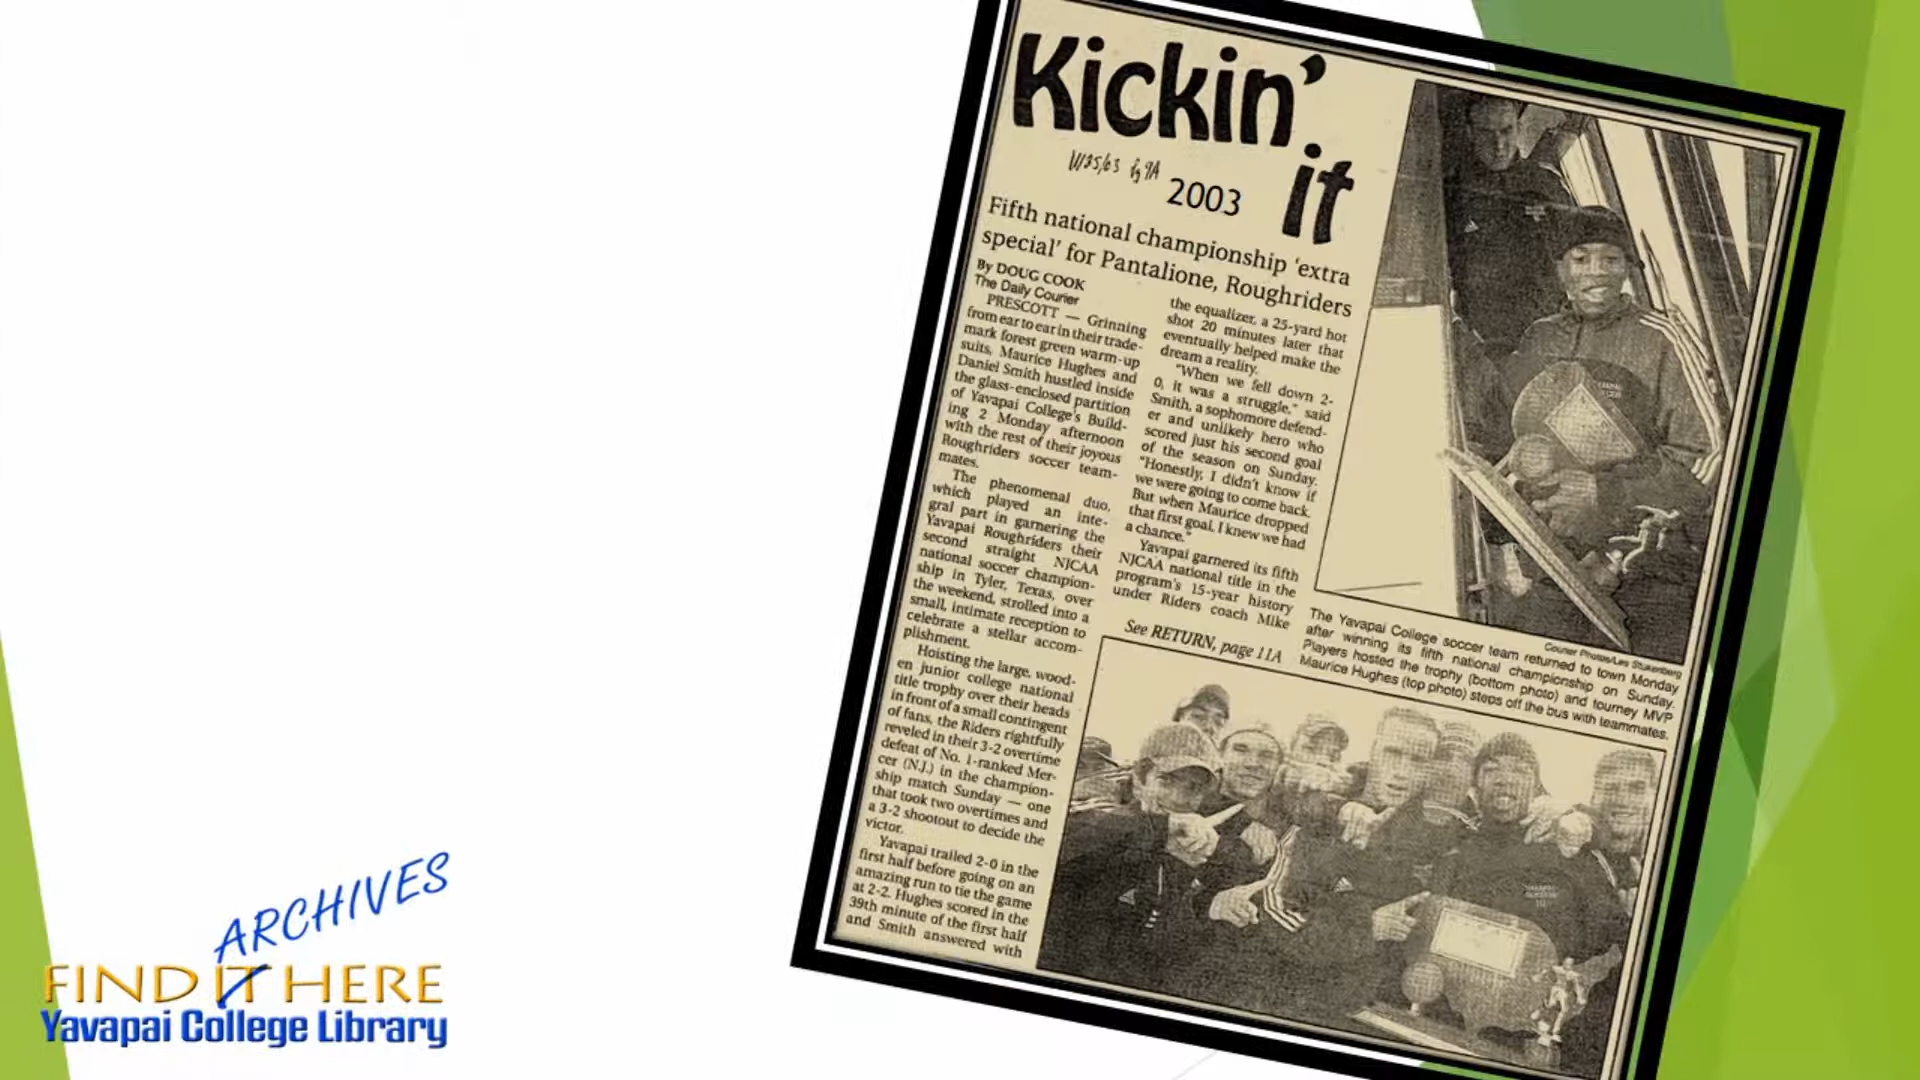 Kickin'
it
11/25/03 pg 9A
2003
Fifth national championship ‘extra
special’ for Pantalione, Roughriders
By DOUG COOK
The Daily Courier
PRESCOTT — Grinning
from ear to ear in their trade-
mark forest green warm-up
suits, Maurice Hughes and
Daniel Smith hustled inside
the glass-enclosed partition
of Yavapai College's Build-
ing 2 Monday afternoon
with the rest of their joyous
Roughriders soccer team-
mates.
The phenomenal duo,
which played an inte-
gral part in garnering the
Yavapai Roughriders their
second straight NJCAA
national soccer champion-
ship in Tyler, Texas, over
the weekend, strolled into a
small, intimate reception to
celebrate a stellar accom-
plishment.
Hoisting the large, wood-
en junior college national
title trophy over their heads
in front of a small contingent
of fans, the Riders rightfully
reveled in their 3-2 overtime
defeat of No. 1-ranked Mer-
cer (N.J.) in the champion-
ship match Sunday — one
that took two overtimes and
a 3-2 shootout to decide the
victor.
Yavapai trailed 2-0 in the
first half before going on an
amazing run to tie the game
at 2-2. Hughes scored in the
39th minute of the first half
and Smith answered with
the equalizer, a 25-yard hot
shot 20 minutes later that
eventually helped make the
dream a reality.
“When we fell down 2-
0, it was a struggle,” said
Smith, a sophomore defend-
er and unlikely hero who
scored just his second goal
of the season on Sunday.
“Honestly, I didn't know if
we were going to come back.
But when Maurice dropped
that first goal, I knew we had
a chance.”
Yavapai garnered its fifth
NJCAA national title in the
program's 15-year history
under Riders coach Mike
See RETURN, page 11A
Courier Photos/Les Stukenberg
The Yavapai College soccer team returned to town Monday
after winning its fifth national championship on Sunday.
Players hosted the trophy (bottom photo) and tourney MVP
Maurice Hughes (top photo) steps off the bus with teammates.
ARCHIVES
FIND IT HERE
Yavapai College Library